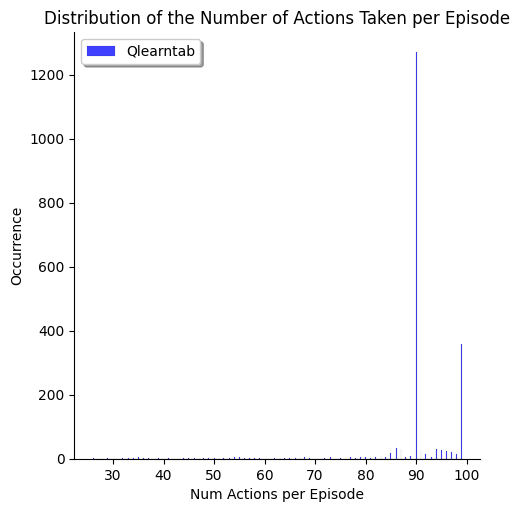 Distribution of the Number of Actions Taken per Episode
Qlearntab
1200
1000
800
600
400
200
0
Occurrence
30 40 50 60 70 80 90 100
Num Actions per Episode